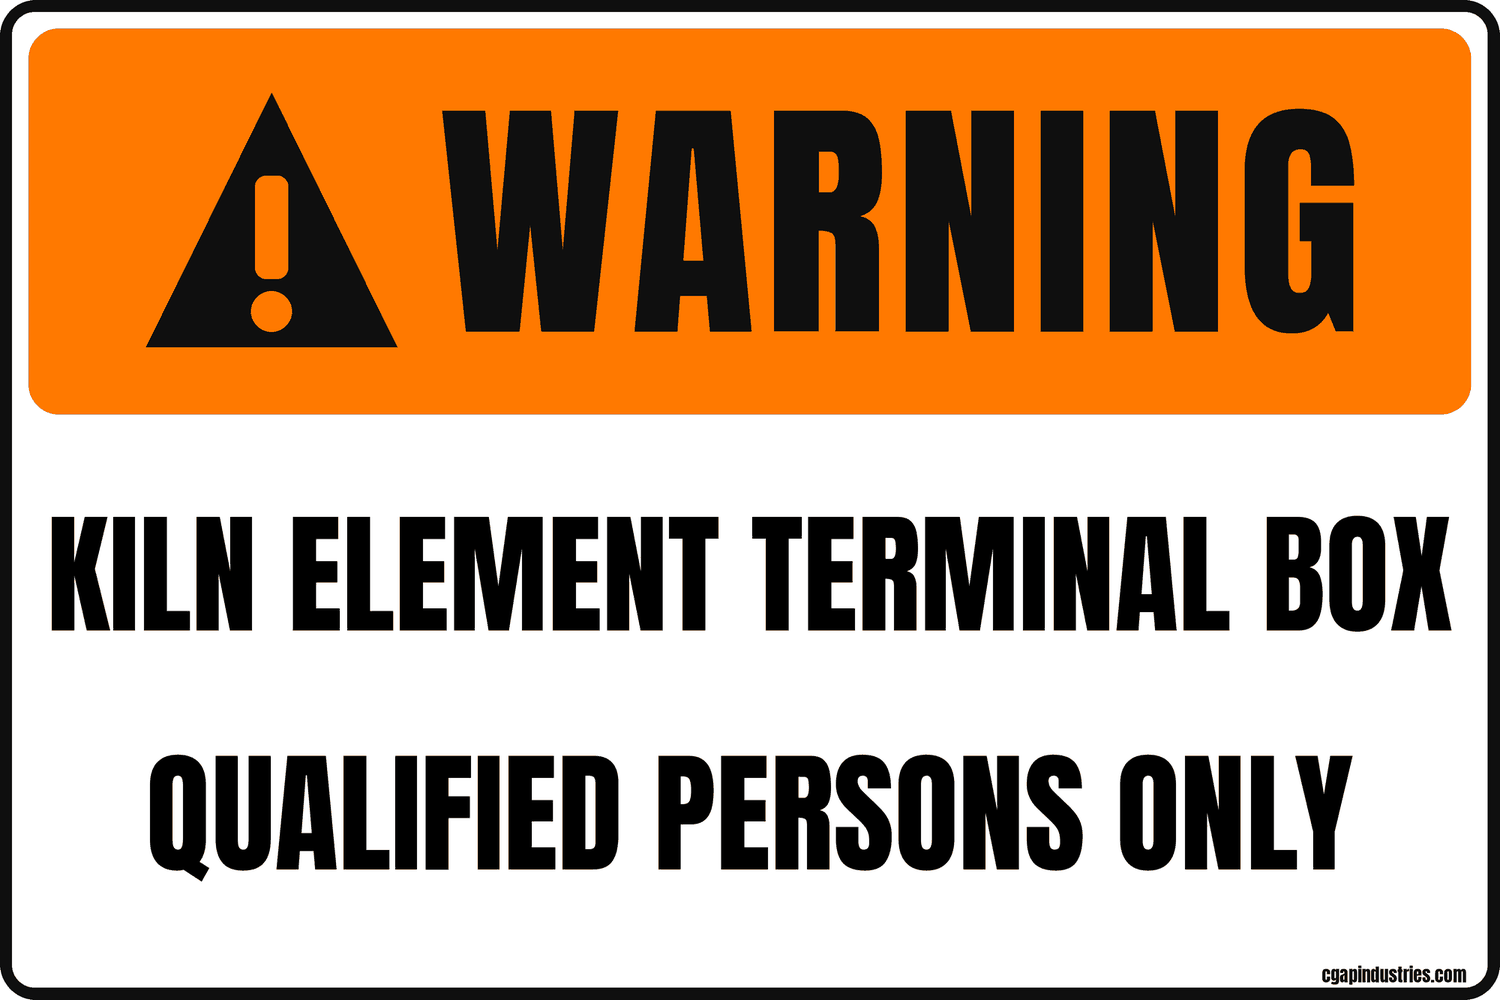 WARNING
KILN ELEMENT TERMINAL BOX
QUALIFIED PERSONS ONLY
cgapindustries.com